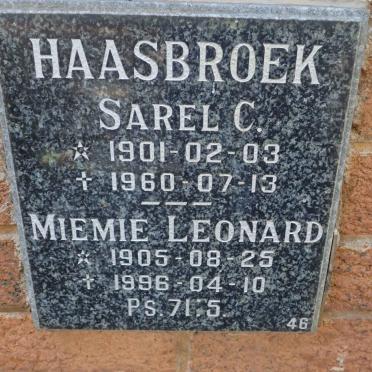 HAASBROEK
SAREL C.
☆ 1901-02-03
† 1960-07-13
———
MIEMIE LEONARD
☆ 1905-08-25
† 1996-04-10
PS. 71:5.
46